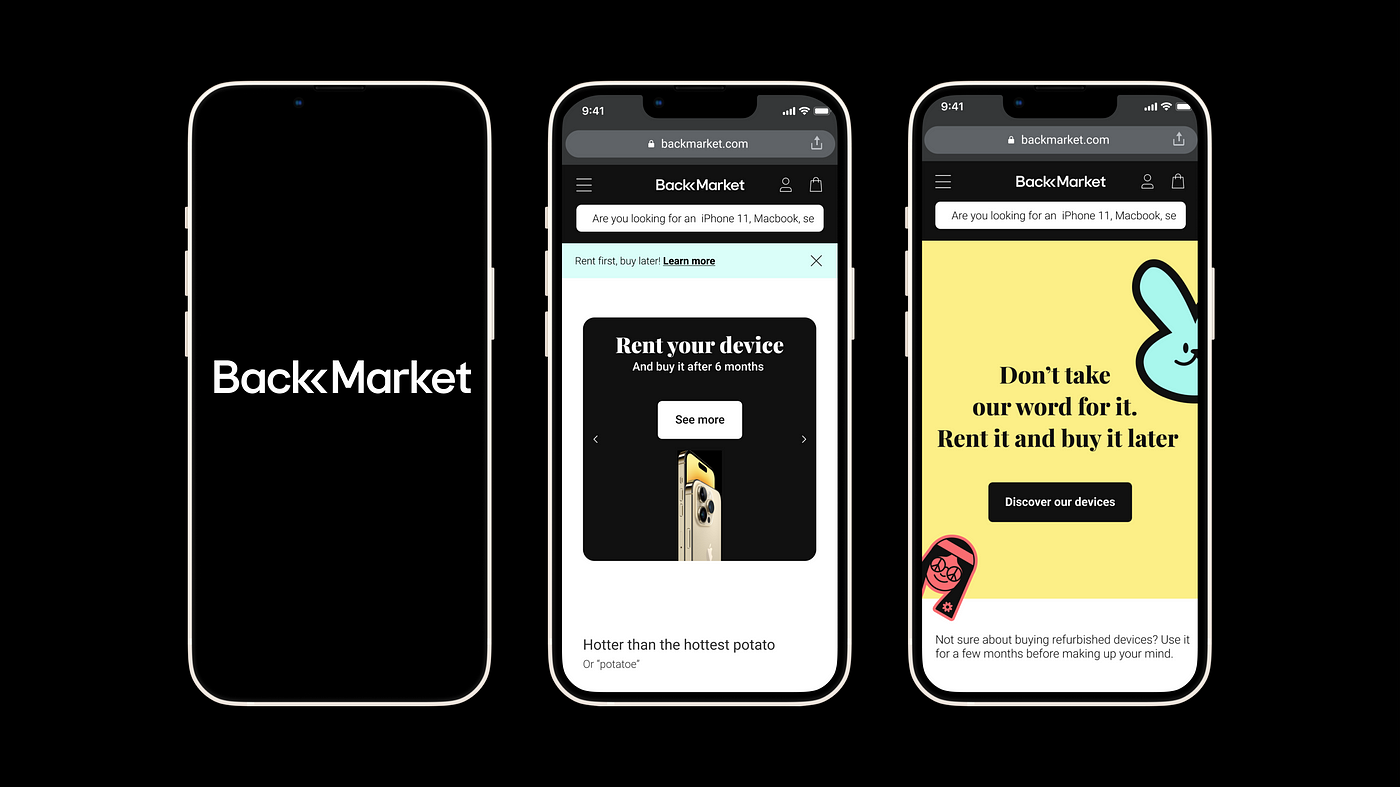 Back Market
9:41
backmarket.com
Back Market
Are you looking for an iPhone 11, Macbook, se
Rent first, buy later! Learn more
Rent your device
And buy it after 6 months
See more
Hotter than the hottest potato
Or “potatoe”
9:41
backmarket.com
Back Market
Are you looking for an iPhone 11, Macbook, se
Don’t take
our word for it.
Rent it and buy it later
Discover our devices
Not sure about buying refurbished devices? Use it
for a few months before making up your mind.